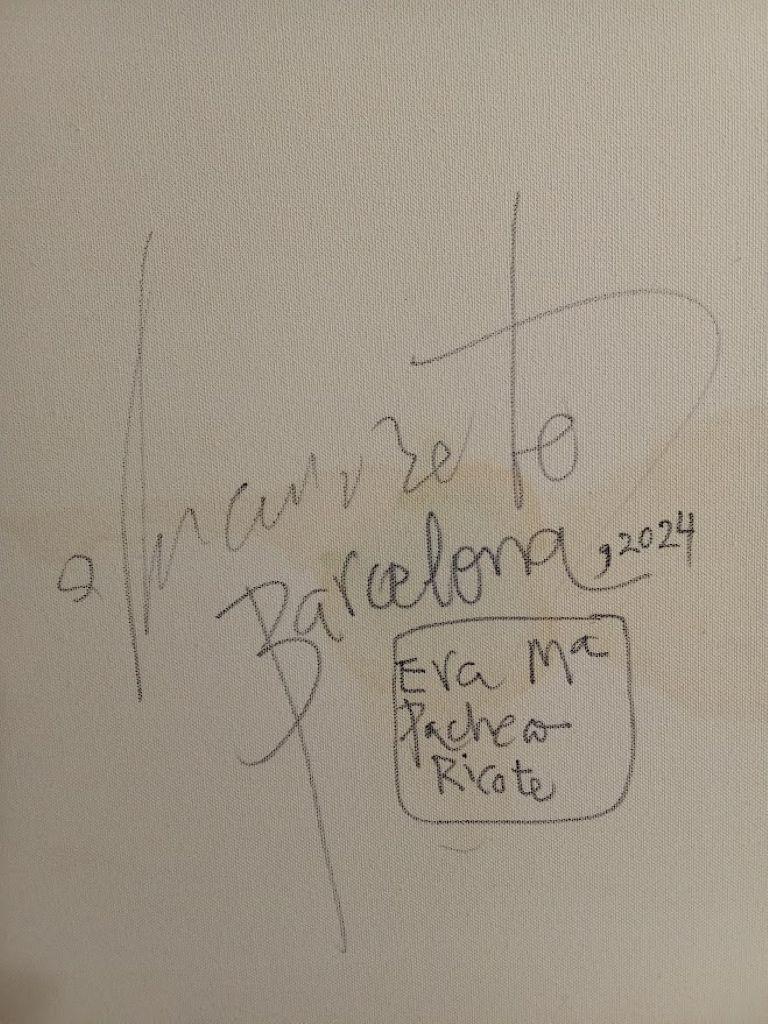 Barcelona, 2024
Eva Mª
Pacheco
Ricote